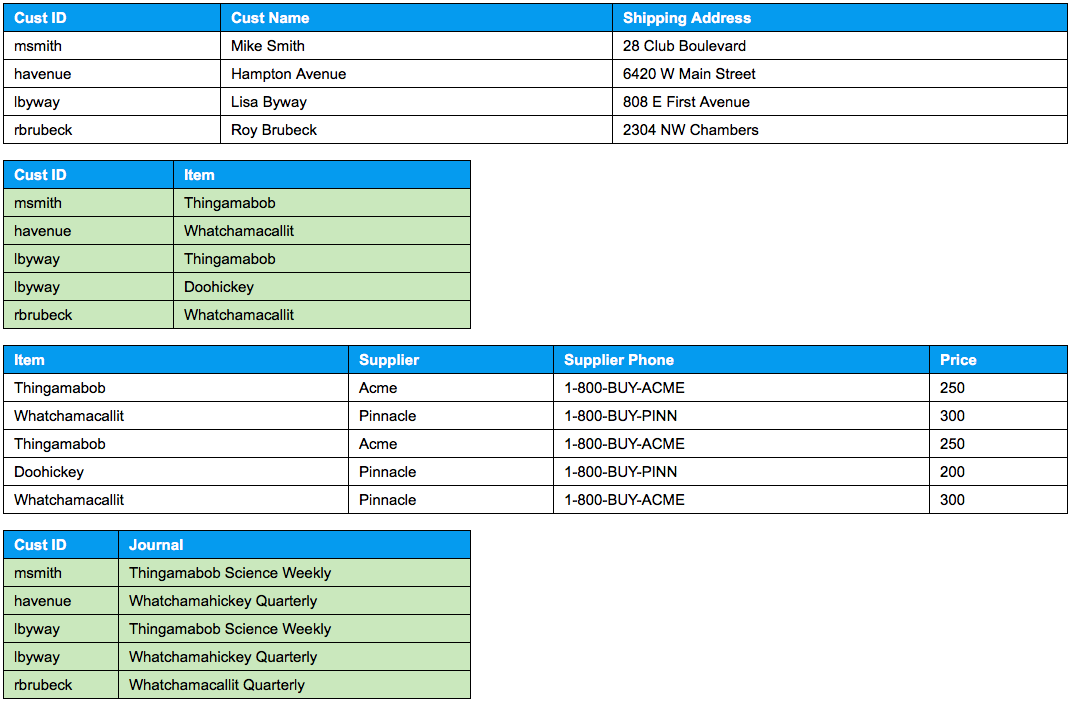 Cust ID Cust Name Shipping Address
msmith Mike Smith 28 Club Boulevard
havenue Hampton Avenue 6420 W Main Street
lbyway Lisa Byway 808 E First Avenue
rbrubeck Roy Brubeck 2304 NW Chambers
Cust ID Item
msmith Thingamabob
havenue Whatchamacallit
lbyway Thingamabob
lbyway Doohickey
rbrubeck Whatchamacallit
Item Supplier Supplier Phone Price
Thingamabob Acme 1-800-BUY-ACME 250
Whatchamacallit Pinnacle 1-800-BUY-PINN 300
Thingamabob Acme 1-800-BUY-ACME 250
Doohickey Pinnacle 1-800-BUY-PINN 200
Whatchamacallit Pinnacle 1-800-BUY-ACME 300
Cust ID Journal
msmith Thingamabob Science Weekly
havenue Whatchamahickey Quarterly
lbyway Thingamabob Science Weekly
lbyway Whatchamahickey Quarterly
rbrubeck Whatchamacallit Quarterly